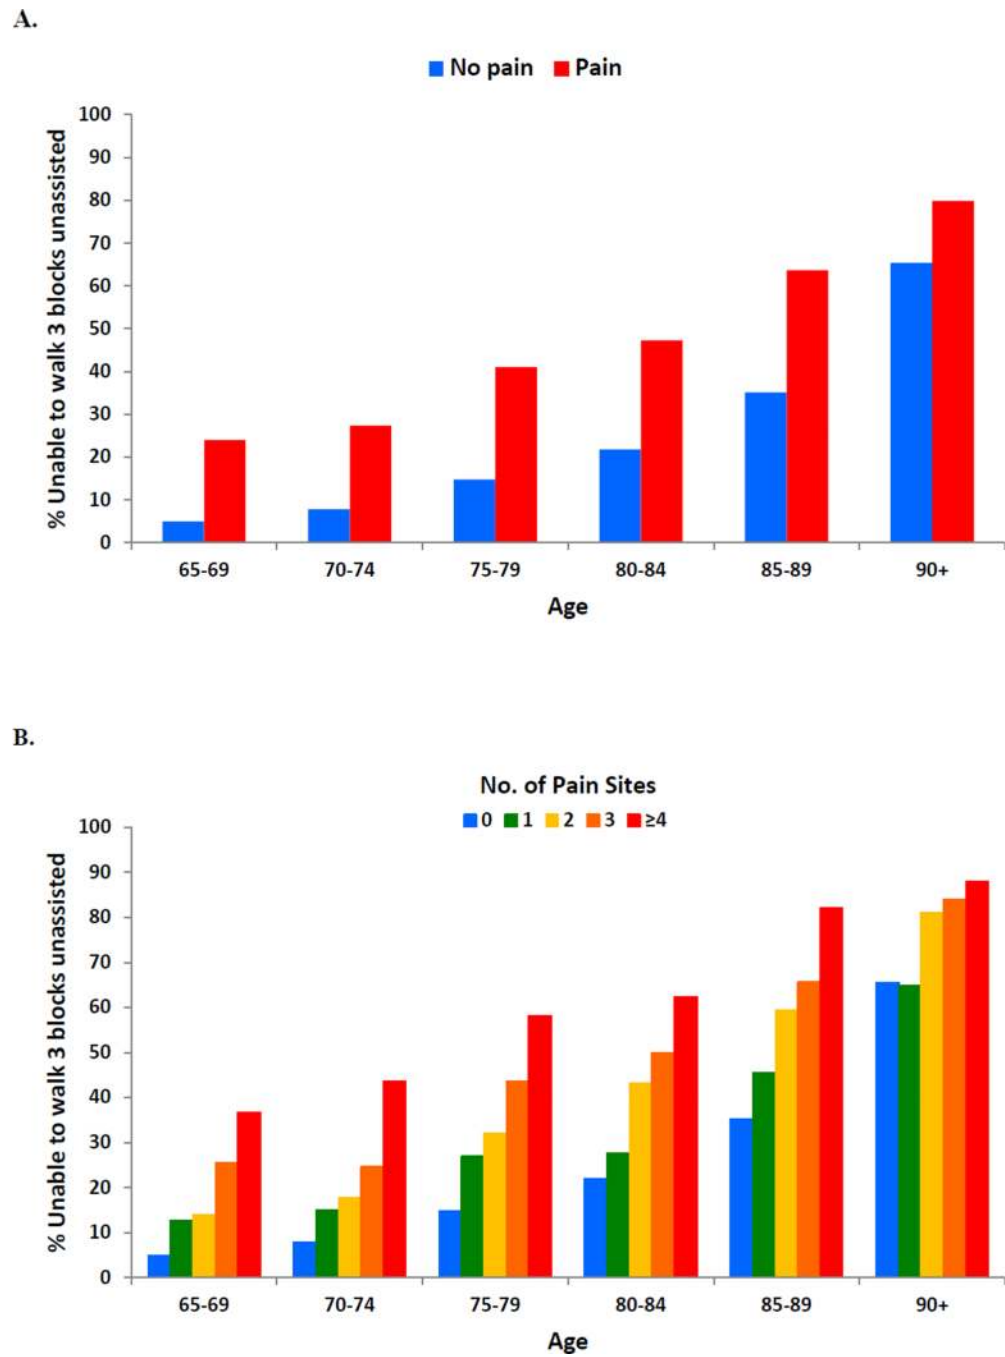 A.
No pain Pain
100
90
80
70
60
50
40
30
20
10
0
% Unable to walk 3 blocks unassisted
65-69 70-74 75-79 80-84 85-89 90+
Age
B.
No. of Pain Sites
0 1 2 3 ≥4
100
90
80
70
60
50
40
30
20
10
0
% Unable to walk 3 blocks unassisted
65-69 70-74 75-79 80-84 85-89 90+
Age